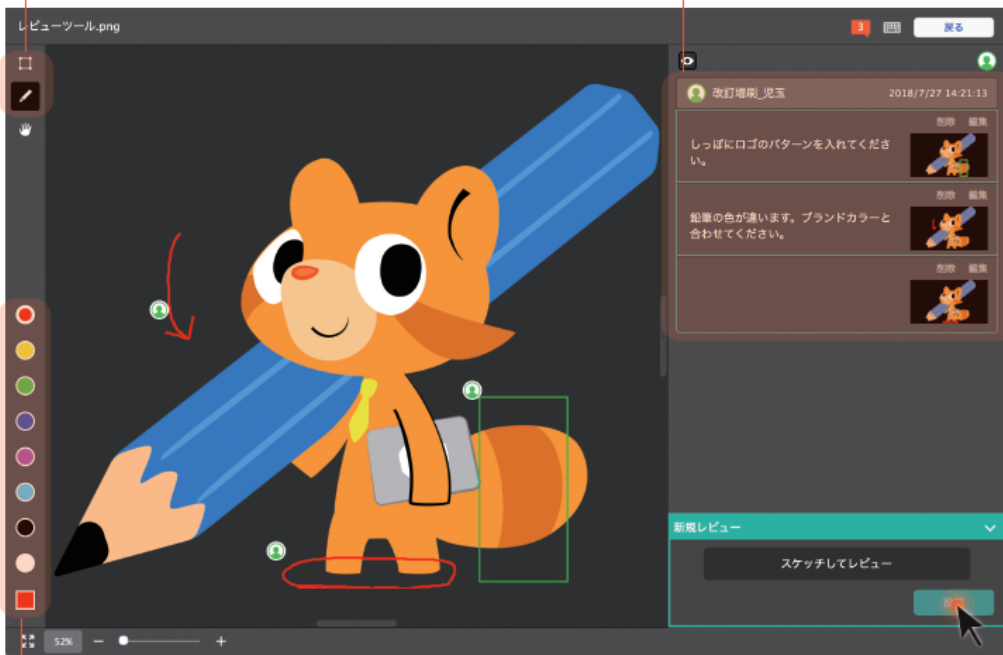 レビューツール.png
3
戻る
改訂増刷_児玉 2018/7/27 14:21:13
削除 編集
しっぽにロゴのパターンを入れてくださ
い。
削除 編集
鉛筆の色が違います。ブランドカラーと
合わせてください。
削除 編集
新規レビュー
スケッチしてレビュー
52%